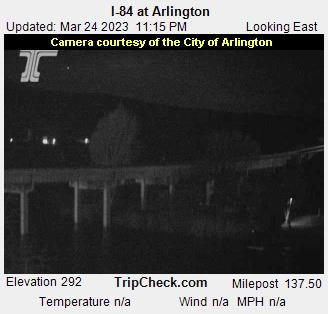 I-84 at Arlington
Updated: Mar 24 2023 11:15 PM Looking East
Camera courtesy of the City of Arlington
Elevation 292 TripCheck.com Milepost 137.50
Temperature n/a Wind n/a MPH n/a